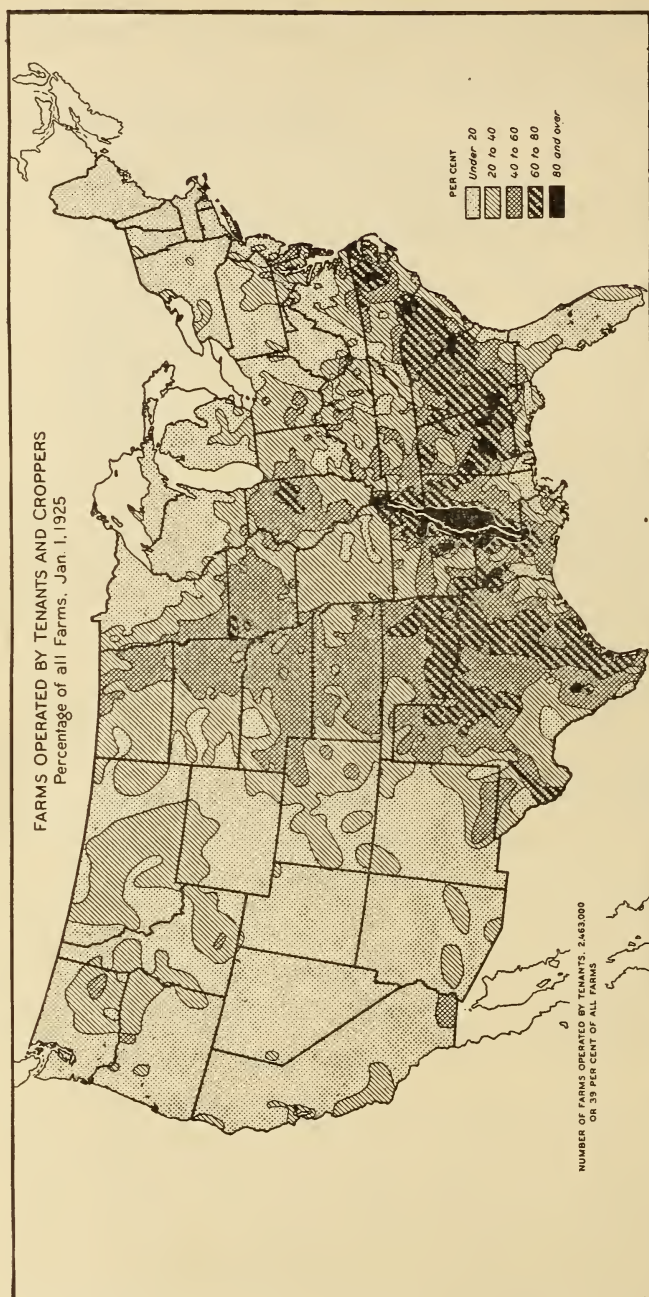 FARMS OPERATED BY TENANTS AND CROPPERS
Percentage of all Farms, Jan. 1, 1925
PER CENT
Under 20
20 to 40
40 to 60
60 to 80
80 and over
NUMBER OF FARMS OPERATED BY TENANTS, 2,463,000
OR 39 PER CENT OF ALL FARMS